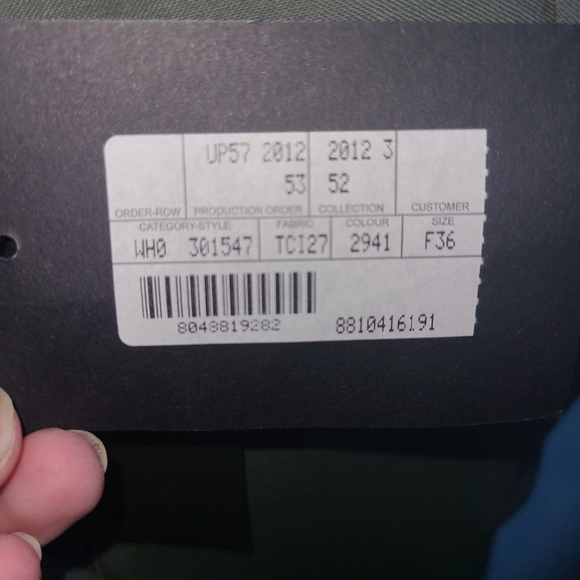 UP57 2012 2012 3
53 52
ORDER-ROW PRODUCTION ORDER COLLECTION CUSTOMER
CATEGORY-STYLE FABRIC COLOUR SIZE
WH0 301547 TCI27 2941 F36
8048819282 8810416191